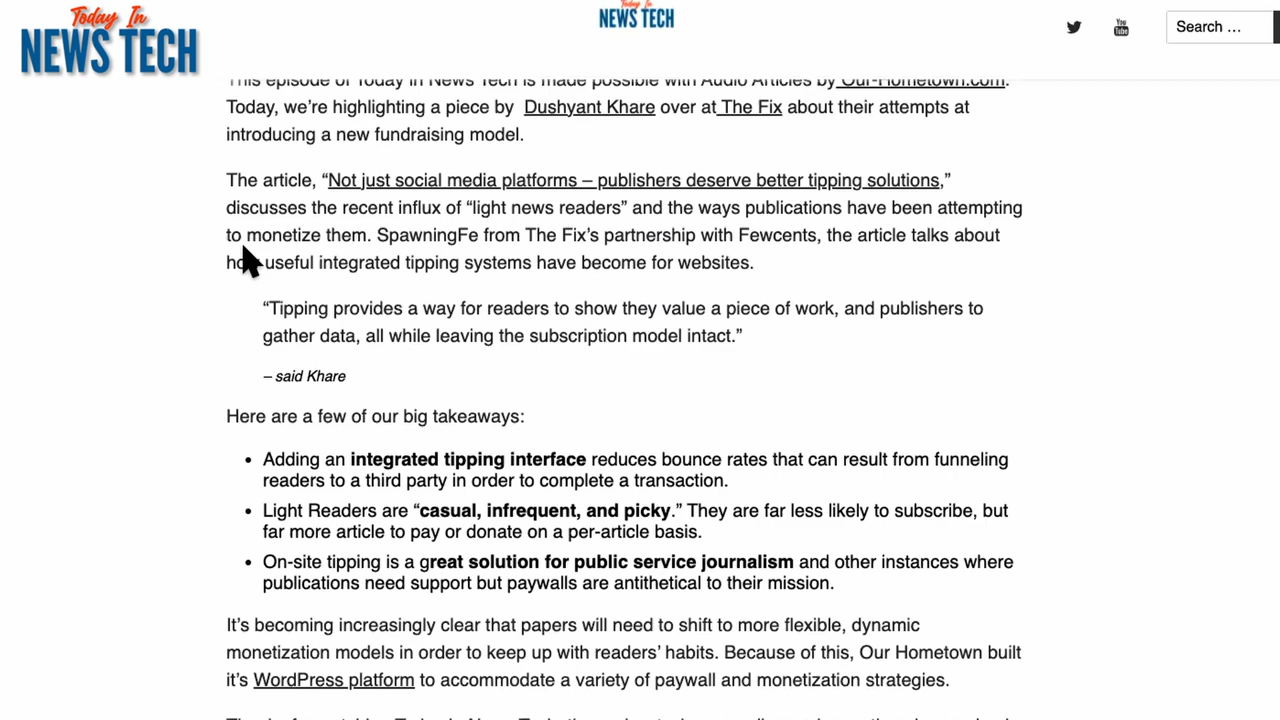 Today In
NEWS TECH
Today In
NEWS TECH
You
Tube
Search ...
This episode of Today In News Tech is made possible with Audio Articles by Our-Hometown.com.
Today, we’re highlighting a piece by Dushyant Khare over at The Fix about their attempts at
introducing a new fundraising model.
The article, “Not just social media platforms – publishers deserve better tipping solutions,”
discusses the recent influx of “light news readers” and the ways publications have been attempting
to monetize them. SpawningFe from The Fix’s partnership with Fewcents, the article talks about
useful integrated tipping systems have become for websites.
“Tipping provides a way for readers to show they value a piece of work, and publishers to
gather data, all while leaving the subscription model intact.”
– said Khare
Here are a few of our big takeaways:
• Adding an integrated tipping interface reduces bounce rates that can result from funneling
readers to a third party in order to complete a transaction.
• Light Readers are “casual, infrequent, and picky.” They are far less likely to subscribe, but
far more article to pay or donate on a per-article basis.
• On-site tipping is a great solution for public service journalism and other instances where
publications need support but paywalls are antithetical to their mission.
It’s becoming increasingly clear that papers will need to shift to more flexible, dynamic
monetization models in order to keep up with readers’ habits. Because of this, Our Hometown built
it’s WordPress platform to accommodate a variety of paywall and monetization strategies.